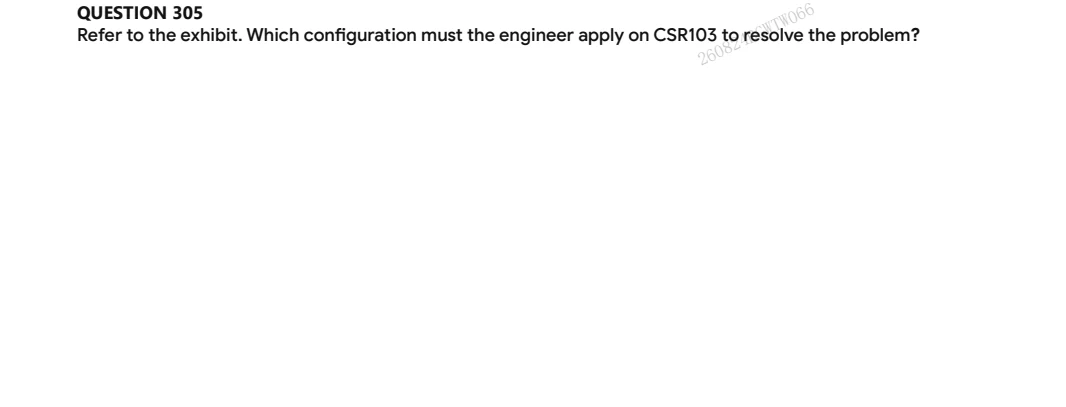 QUESTION 305
Refer to the exhibit. Which configuration must the engineer apply on CSR103 to resolve the problem?